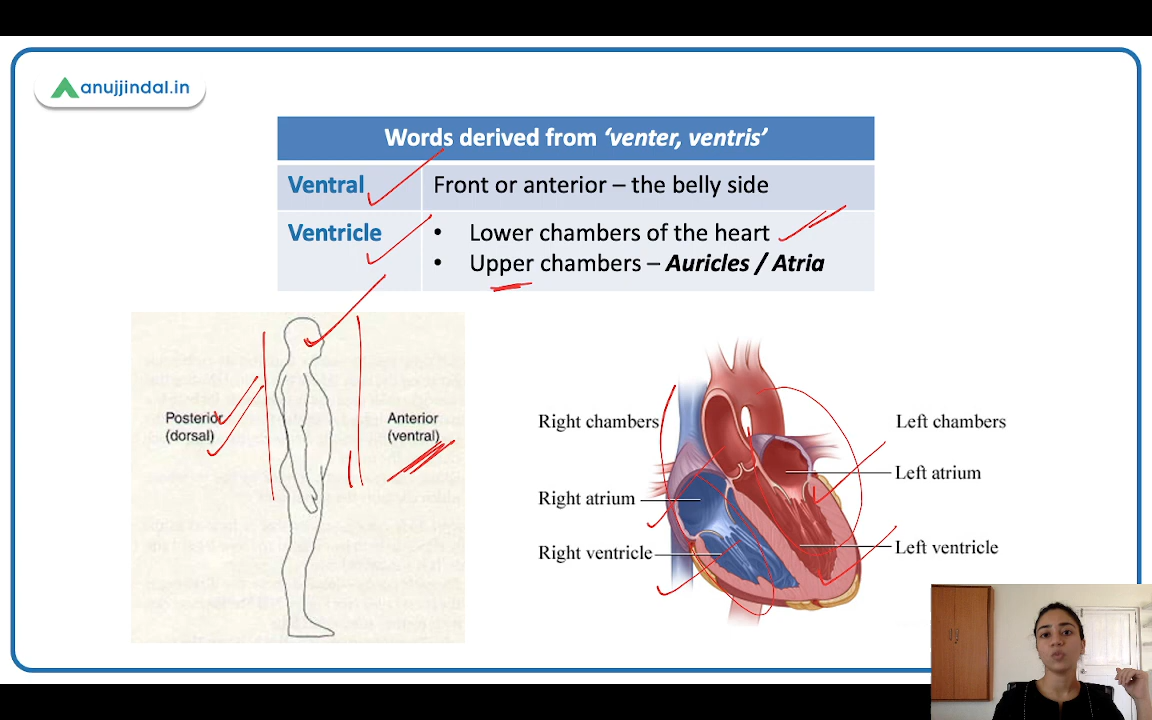 anujjindal.in
Words derived from ‘venter, ventris’
Ventral
Front or anterior – the belly side
Ventricle
• Lower chambers of the heart
• Upper chambers – Auricles / Atria
Posterior
(dorsal)
Anterior
(ventral)
Right chambers
Left chambers
Left atrium
Right atrium
Right ventricle
Left ventricle